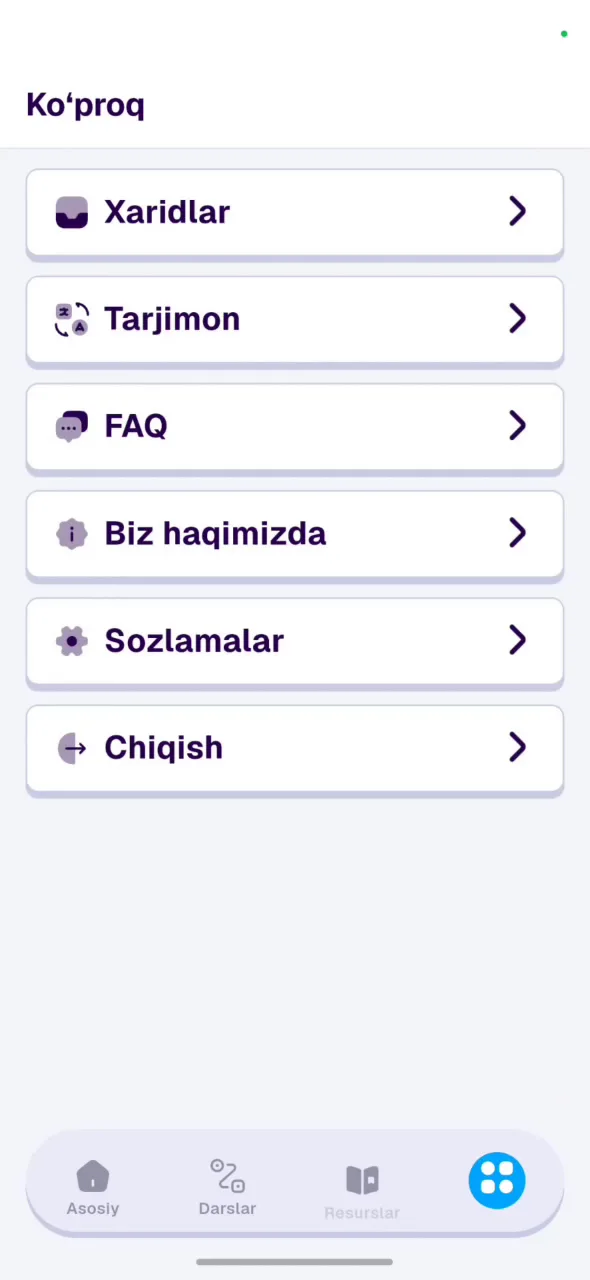 Ko‘proq
Xaridlar
Tarjimon
FAQ
Biz haqimizda
Sozlamalar
Chiqish
Asosiy
Darslar
Resurslar